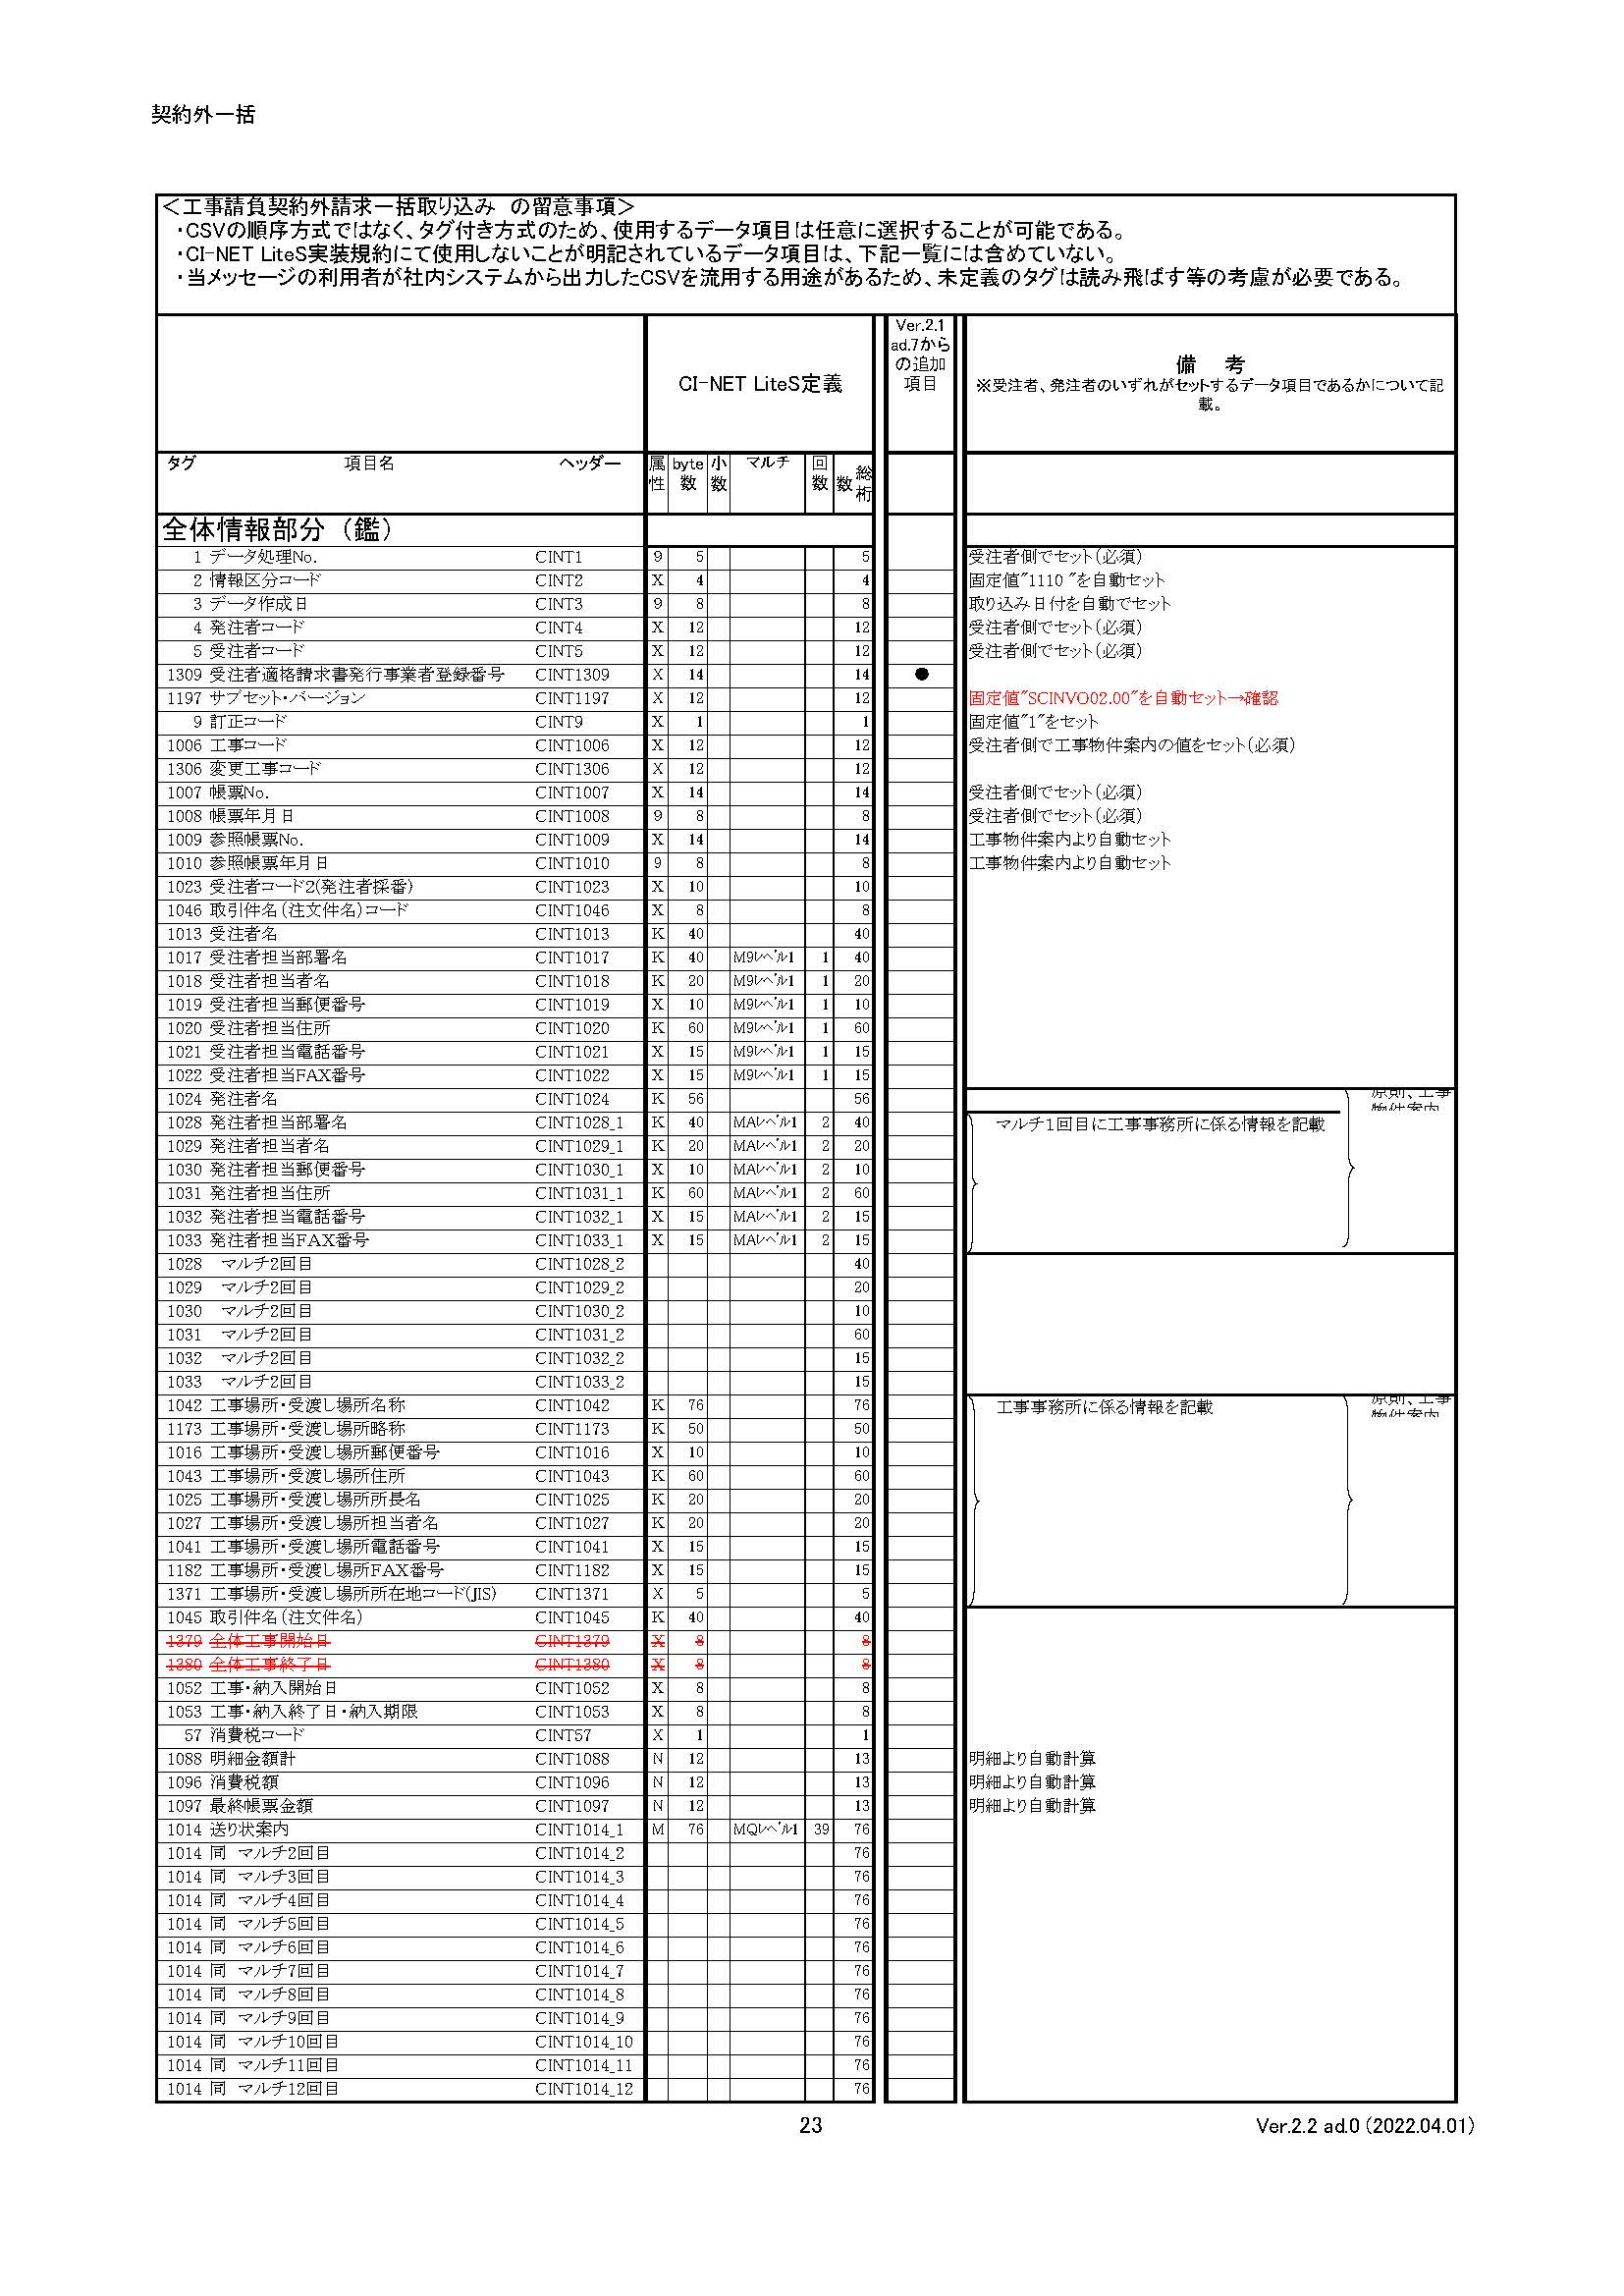 契約外一括
＜工事請負契約外請求一括取り込み　の留意事項＞
・CSVの順序方式ではなく、タグ付き方式のため、使用するデータ項目は任意に選択することが可能である。
・CI-NET LiteS実装規約にて使用しないことが明記されているデータ項目は、下記一覧には含めていない。
・当メッセージの利用者が社内システムから出力したCSVを流用する用途があるため、未定義のタグは読み飛ばす等の考慮が必要である。
CI-NET LiteS定義
Ver.2.1
ad.7から
の追加
項目
備　考
※受注者、発注者のいずれがセットするデータ項目であるかについて記
載。
タグ 項目名 ヘッダー 属性 byte数 小数 マルチ 回数 総桁数
全体情報部分（鑑）
1 データ処理No. CINT1 9 5 5 受注者側でセット（必須）
2 情報区分コード CINT2 X 4 4 固定値"1110 "を自動セット
3 データ作成日 CINT3 9 8 8 取り込み日付を自動でセット
4 発注者コード CINT4 X 12 12 受注者側でセット（必須）
5 受注者コード CINT5 X 12 12 受注者側でセット（必須）
1309 受注者適格請求書発行事業者登録番号 CINT1309 X 14 14 ●
1197 サブセット・バージョン CINT1197 X 12 12 固定値"SCINVO02.00"を自動セット→確認
9 訂正コード CINT9 X 1 1 固定値"1"をセット
1006 工事コード CINT1006 X 12 12 受注者側で工事物件案内の値をセット（必須）
1306 変更工事コード CINT1306 X 12 12
1007 帳票No. CINT1007 X 14 14 受注者側でセット（必須）
1008 帳票年月日 CINT1008 9 8 8 受注者側でセット（必須）
1009 参照帳票No. CINT1009 X 14 14 工事物件案内より自動セット
1010 参照帳票年月日 CINT1010 9 8 8 工事物件案内より自動セット
1023 受注者コード2(発注者採番) CINT1023 X 10 10
1046 取引件名（注文件名）コード CINT1046 X 8 8
1013 受注者名 CINT1013 K 40 40
1017 受注者担当部署名 CINT1017 K 40 M9ﾚﾍﾞﾙ1 1 40
1018 受注者担当者名 CINT1018 K 20 M9ﾚﾍﾞﾙ1 1 20
1019 受注者担当郵便番号 CINT1019 X 10 M9ﾚﾍﾞﾙ1 1 10
1020 受注者担当住所 CINT1020 K 60 M9ﾚﾍﾞﾙ1 1 60
1021 受注者担当電話番号 CINT1021 X 15 M9ﾚﾍﾞﾙ1 1 15
1022 受注者担当FAX番号 CINT1022 X 15 M9ﾚﾍﾞﾙ1 1 15
1024 発注者名 CINT1024 K 56 56 原則、工事
物件案内
1028 発注者担当部署名 CINT1028_1 K 40 MAﾚﾍﾞﾙ1 2 40 マルチ1回目に工事事務所に係る情報を記載
1029 発注者担当者名 CINT1029_1 K 20 MAﾚﾍﾞﾙ1 2 20
1030 発注者担当郵便番号 CINT1030_1 X 10 MAﾚﾍﾞﾙ1 2 10
1031 発注者担当住所 CINT1031_1 K 60 MAﾚﾍﾞﾙ1 2 60
1032 発注者担当電話番号 CINT1032_1 X 15 MAﾚﾍﾞﾙ1 2 15
1033 発注者担当FAX番号 CINT1033_1 X 15 MAﾚﾍﾞﾙ1 2 15
1028 マルチ2回目 CINT1028_2 40
1029 マルチ2回目 CINT1029_2 20
1030 マルチ2回目 CINT1030_2 10
1031 マルチ2回目 CINT1031_2 60
1032 マルチ2回目 CINT1032_2 15
1033 マルチ2回目 CINT1033_2 15
1042 工事場所・受渡し場所名称 CINT1042 K 76 76 工事事務所に係る情報を記載 原則、工事
物件案内
1173 工事場所・受渡し場所略称 CINT1173 K 50 50
1016 工事場所・受渡し場所郵便番号 CINT1016 X 10 10
1043 工事場所・受渡し場所住所 CINT1043 K 60 60
1025 工事場所・受渡し場所所長名 CINT1025 K 20 20
1027 工事場所・受渡し場所担当者名 CINT1027 K 20 20
1041 工事場所・受渡し場所電話番号 CINT1041 X 15 15
1182 工事場所・受渡し場所FAX番号 CINT1182 X 15 15
1371 工事場所・受渡し場所所在地コード(JIS) CINT1371 X 5 5
1045 取引件名（注文件名） CINT1045 K 40 40
1379 全体工事開始日 CINT1379 X 8 8
1380 全体工事終了日 CINT1380 X 8 8
1052 工事・納入開始日 CINT1052 X 8 8
1053 工事・納入終了日・納入期限 CINT1053 X 8 8
57 消費税コード CINT57 X 1 1
1088 明細金額計 CINT1088 N 12 13 明細より自動計算
1096 消費税額 CINT1096 N 12 13 明細より自動計算
1097 最終帳票金額 CINT1097 N 12 13 明細より自動計算
1014 送り状案内 CINT1014_1 M 76 MQﾚﾍﾞﾙ1 39 76
1014 同 マルチ2回目 CINT1014_2 76
1014 同 マルチ3回目 CINT1014_3 76
1014 同 マルチ4回目 CINT1014_4 76
1014 同 マルチ5回目 CINT1014_5 76
1014 同 マルチ6回目 CINT1014_6 76
1014 同 マルチ7回目 CINT1014_7 76
1014 同 マルチ8回目 CINT1014_8 76
1014 同 マルチ9回目 CINT1014_9 76
1014 同 マルチ10回目 CINT1014_10 76
1014 同 マルチ11回目 CINT1014_11 76
1014 同 マルチ12回目 CINT1014_12 76
23
Ver.2.2 ad.0 (2022.04.01)